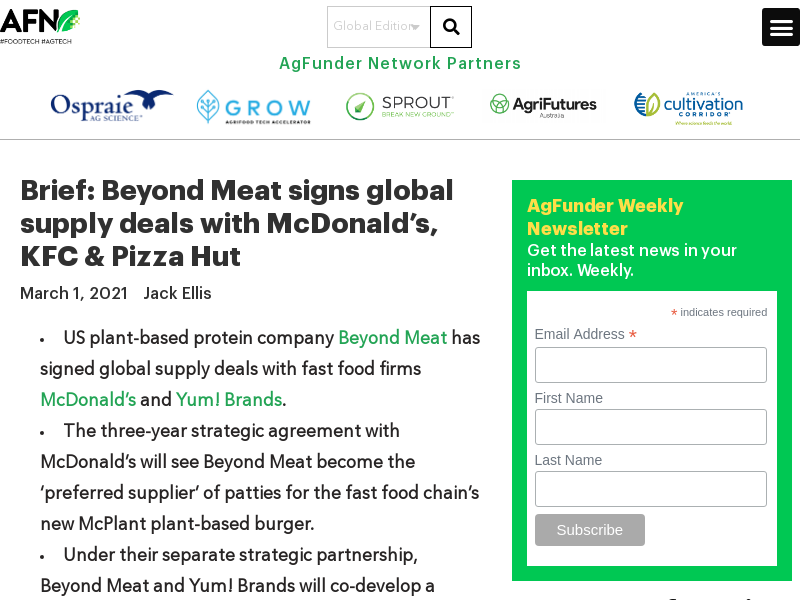 AFN
#FOODTECH #AGTECH
Global Edition
AgFunder Network Partners
Ospraie
AG SCIENCE
GROW
AGRIFOOD TECH ACCELERATOR
SPROUT
BREAK NEW GROUND
AgriFutures
Australia
AMERICA'S
cultivation
CORRIDOR
Where science feeds the world.
Brief: Beyond Meat signs global
supply deals with McDonald’s,
KFC & Pizza Hut
March 1, 2021 Jack Ellis
• US plant-based protein company Beyond Meat has
signed global supply deals with fast food firms
McDonald’s and Yum! Brands.
• The three-year strategic agreement with
McDonald’s will see Beyond Meat become the
‘preferred supplier’ of patties for the fast food chain’s
new McPlant plant-based burger.
• Under their separate strategic partnership,
Beyond Meat and Yum! Brands will co-develop a
AgFunder Weekly
Newsletter
Get the latest news in your
inbox. Weekly.
* indicates required
Email Address *
First Name
Last Name
Subscribe